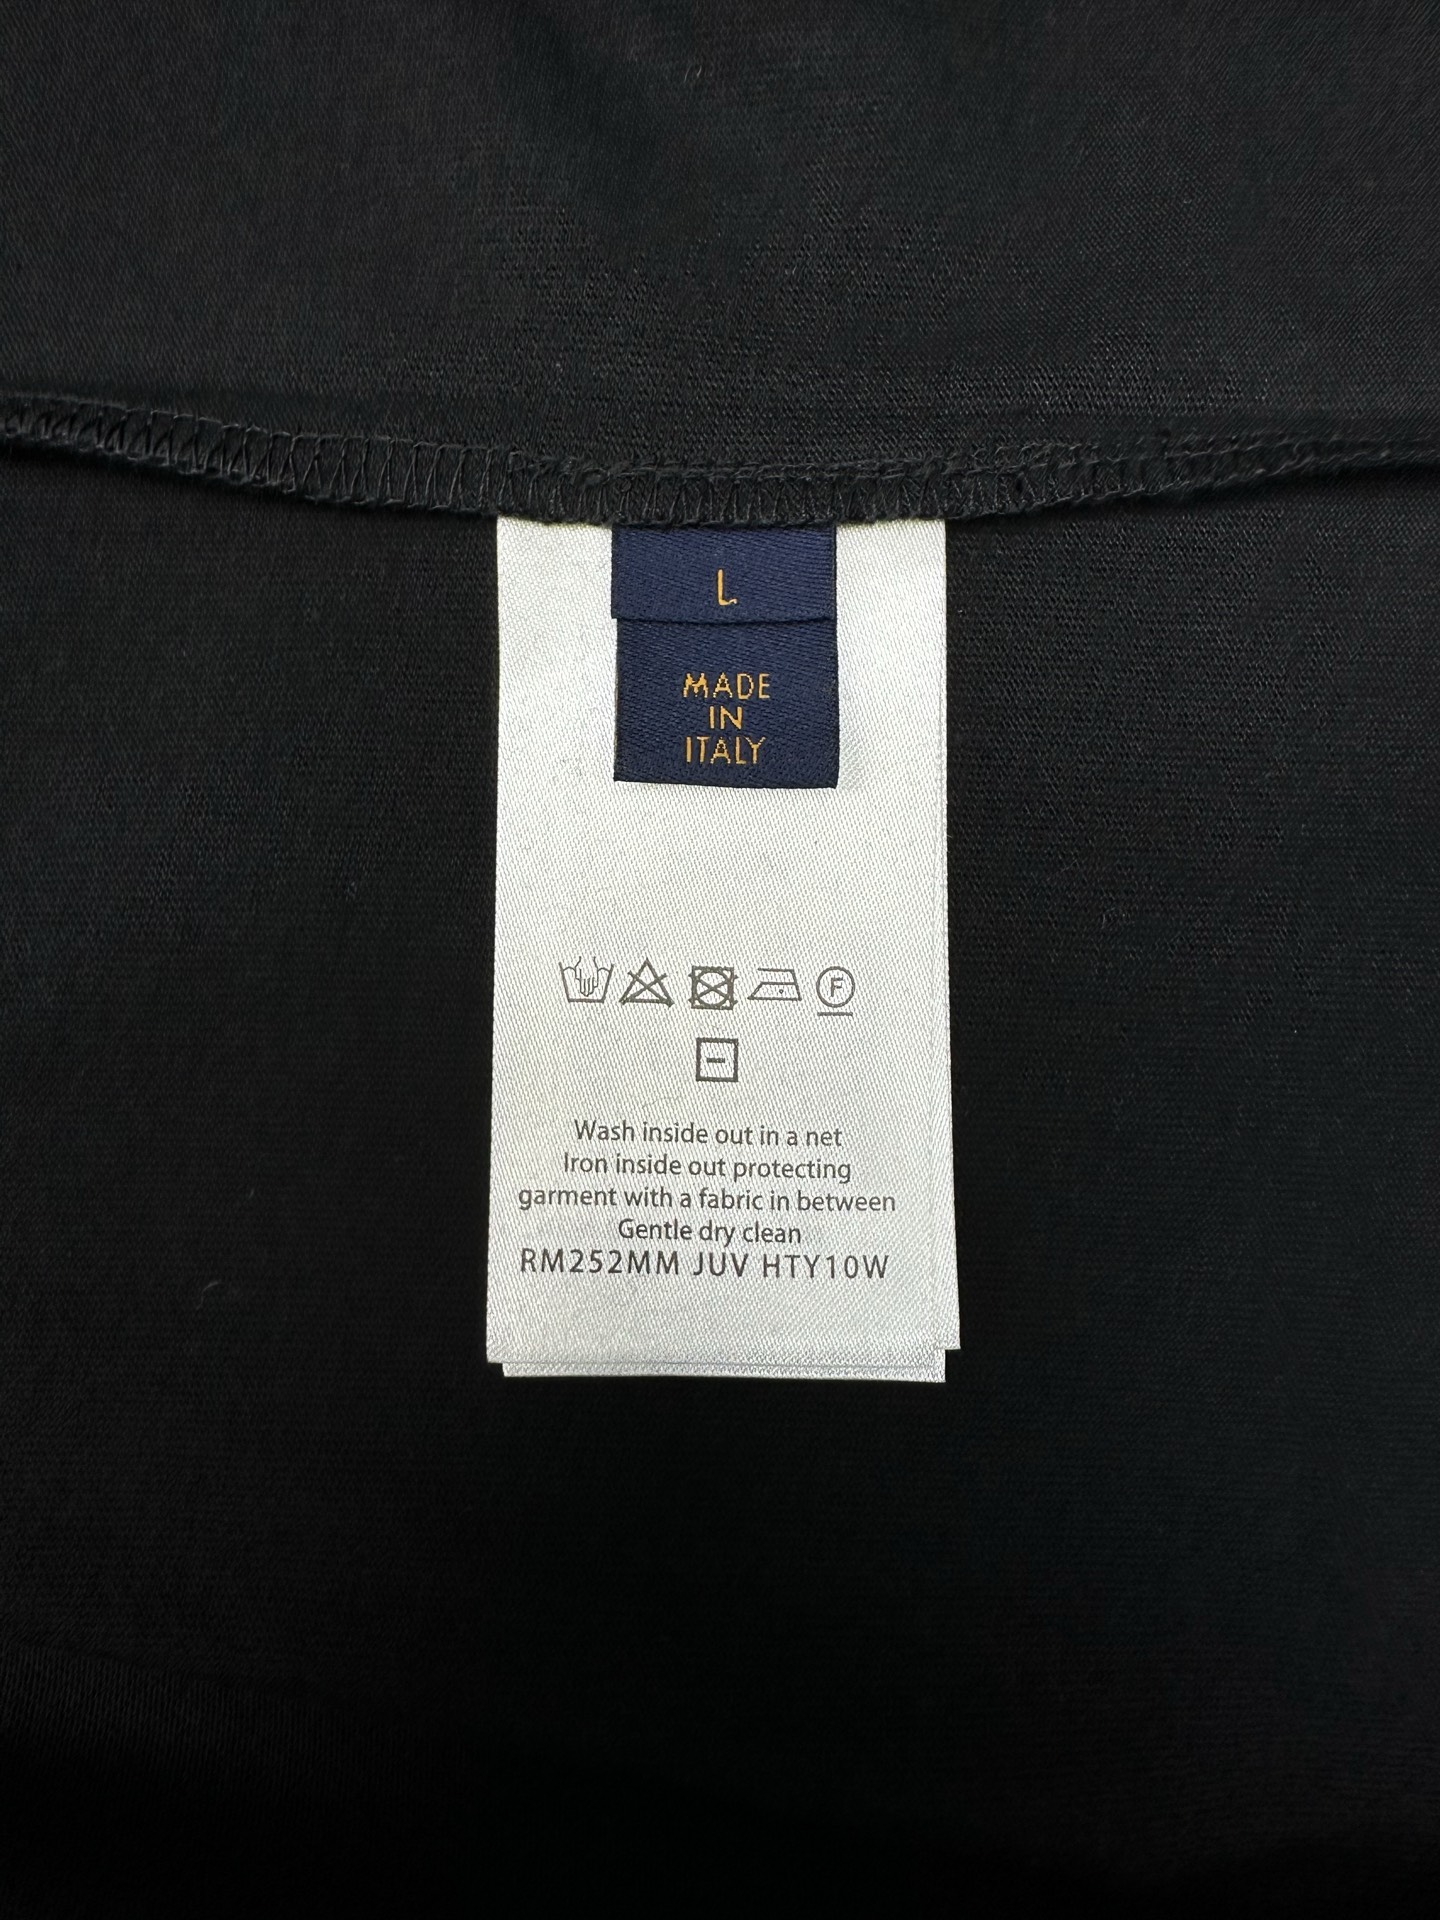 L
MADE
IN
ITALY
F
Wash inside out in a net
Iron inside out protecting
garment with a fabric in between
Gentle dry clean
RM252MM JUV HTY10W